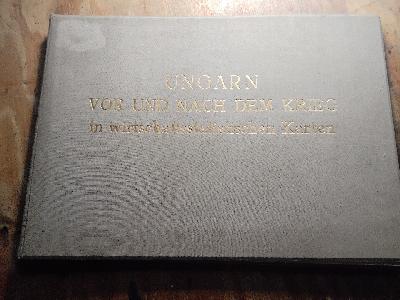 UNGARN
VOR UND NACH DEM KRIEG
in wirtschaftsstatistischen Karten